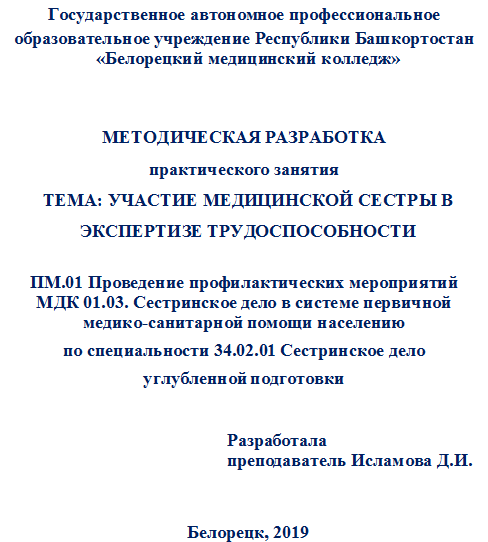 Государственное автономное профессиональное
образовательное учреждение Республики Башкортостан
«Белорецкий медицинский колледж»
МЕТОДИЧЕСКАЯ РАЗРАБОТКА
практического занятия
ТЕМА: УЧАСТИЕ МЕДИЦИНСКОЙ СЕСТРЫ В
ЭКСПЕРТИЗЕ ТРУДОСПОСОБНОСТИ
ПМ.01 Проведение профилактических мероприятий
МДК 01.03. Сестринское дело в системе первичной
медико-санитарной помощи населению
по специальности 34.02.01 Сестринское дело
углубленной подготовки
Разработала
преподаватель Исламова Д.И.
Белорецк, 2019